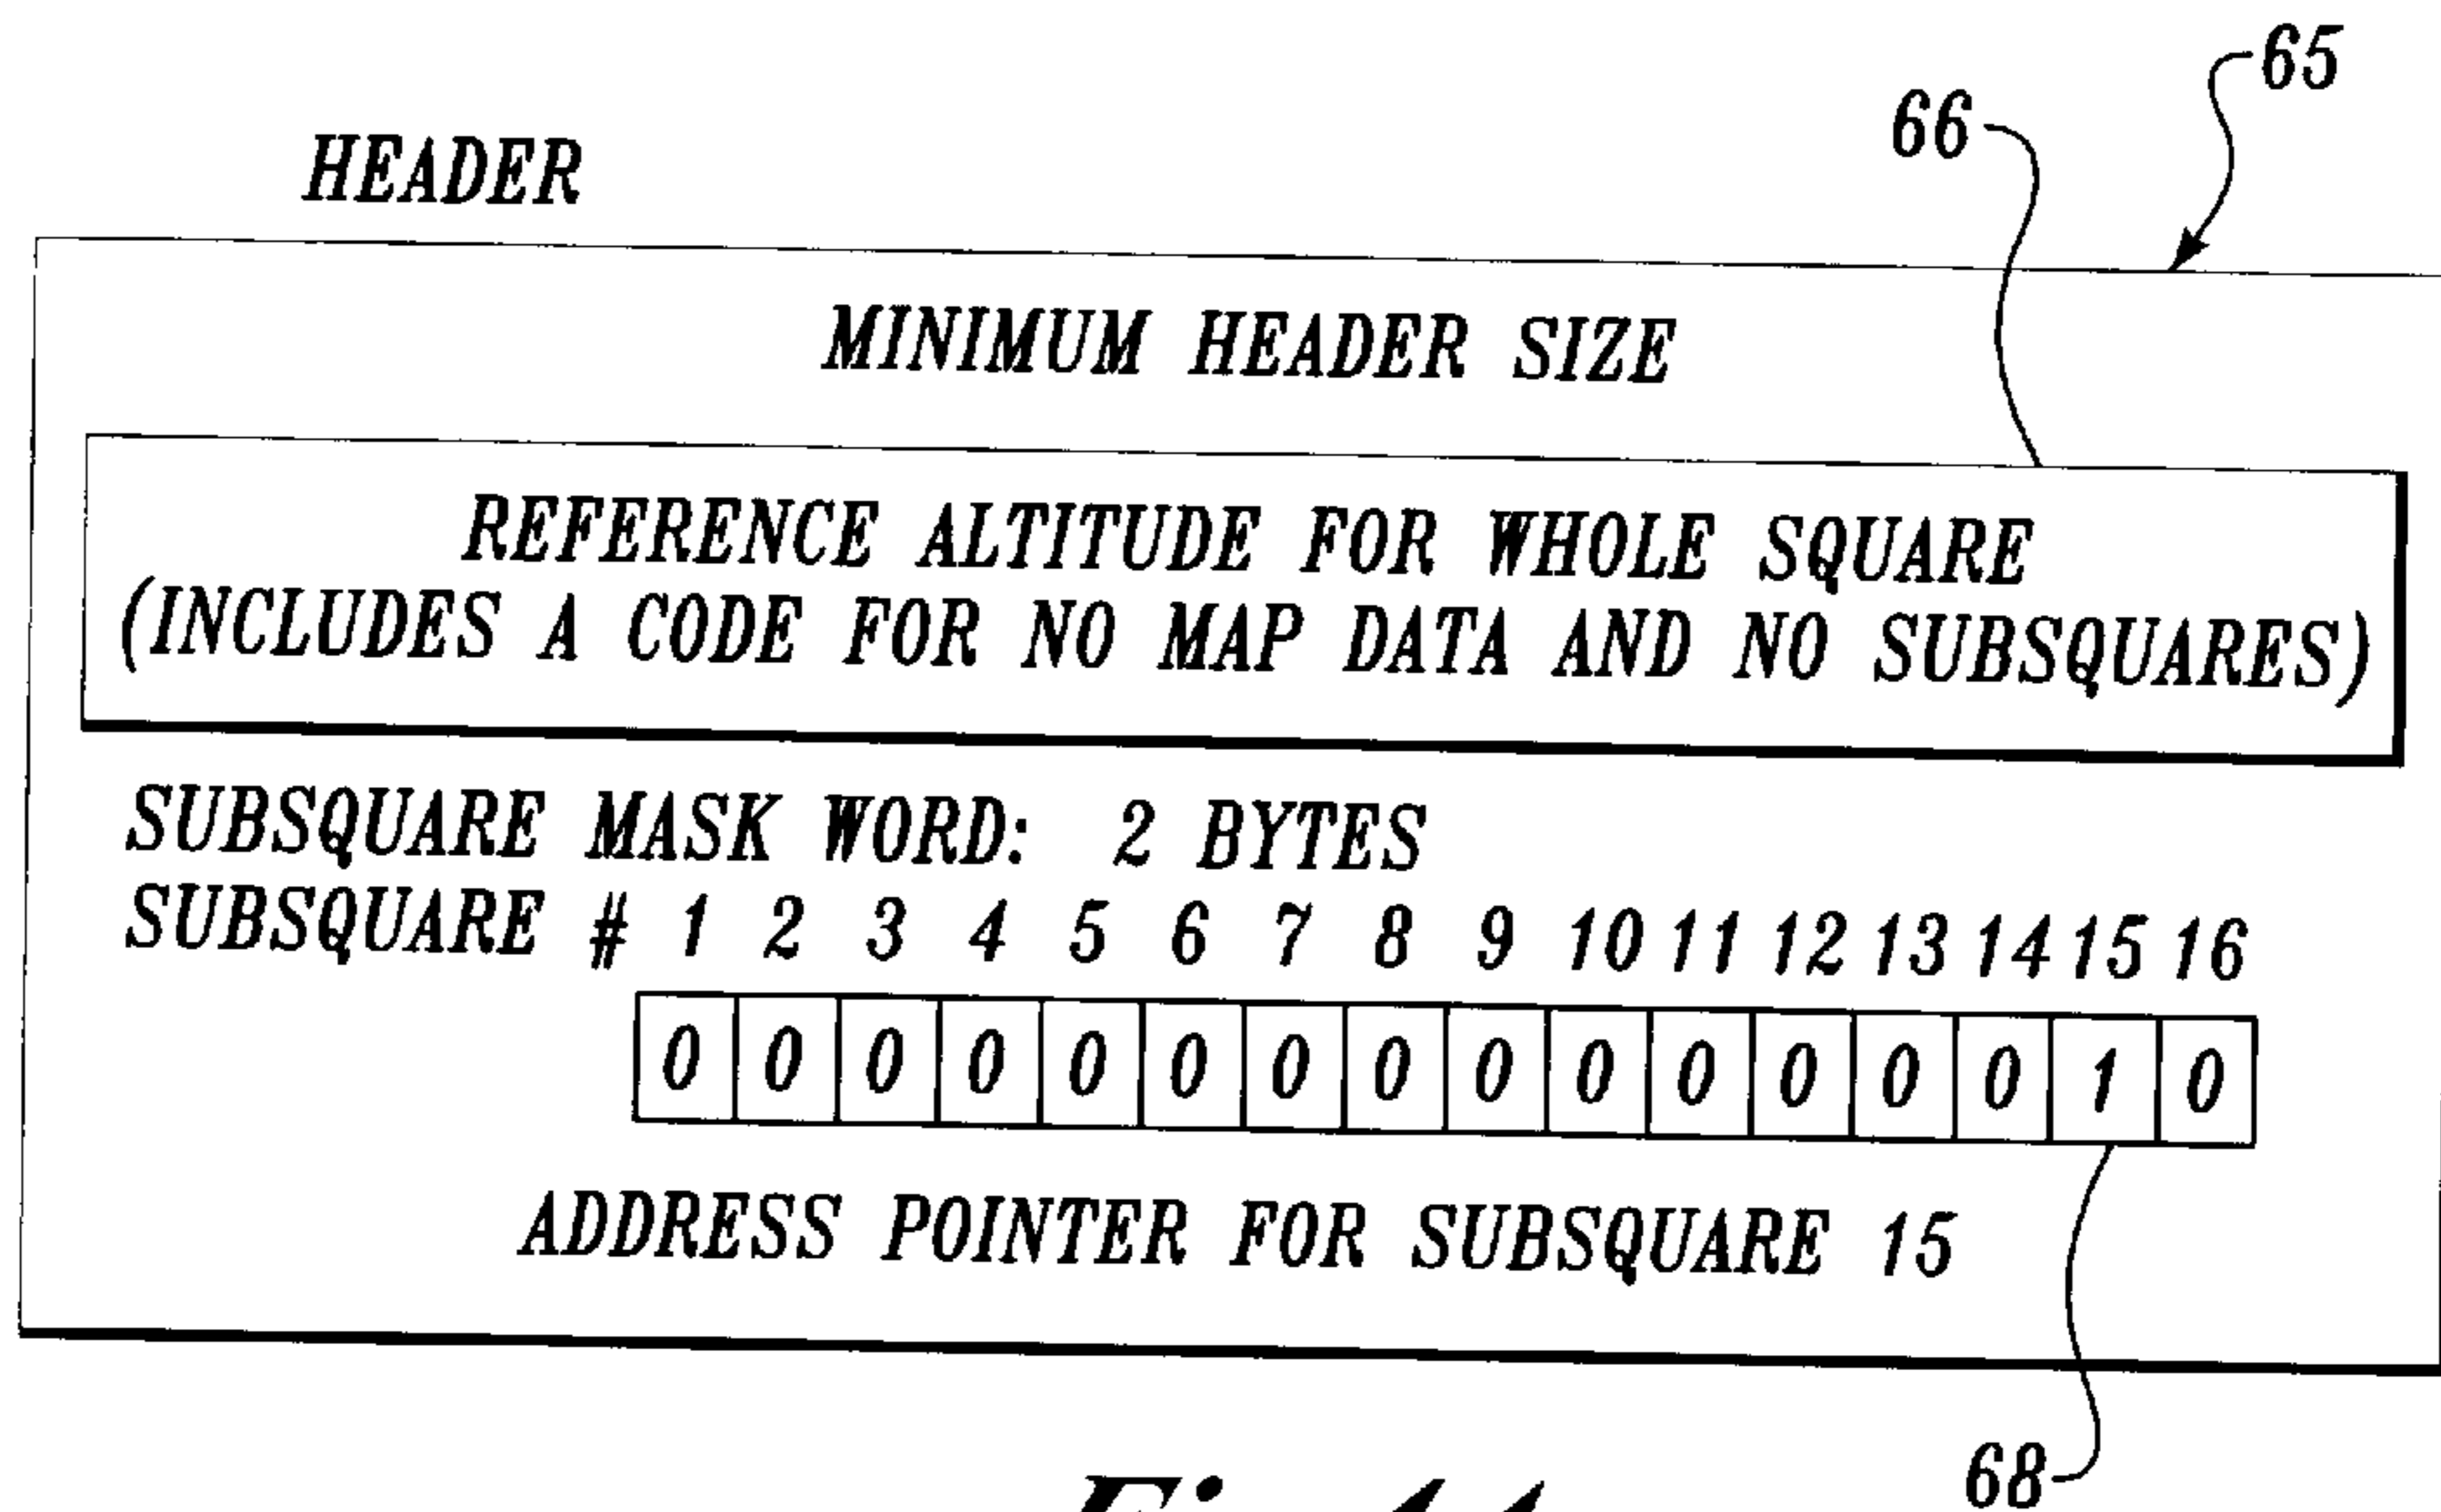 65
66
HEADER
MINIMUM HEADER SIZE
REFERENCE ALTITUDE FOR WHOLE SQUARE
(INCLUDES A CODE FOR NO MAP DATA AND NO SUBSQUARES)
SUBSQUARE MASK WORD: 2 BYTES
SUBSQUARE # 1 2 3 4 5 6 7 8 9 10 11 12 13 14 15 16
0 0 0 0 0 0 0 0 0 0 0 0 0 0 1 0
ADDRESS POINTER FOR SUBSQUARE 15
68